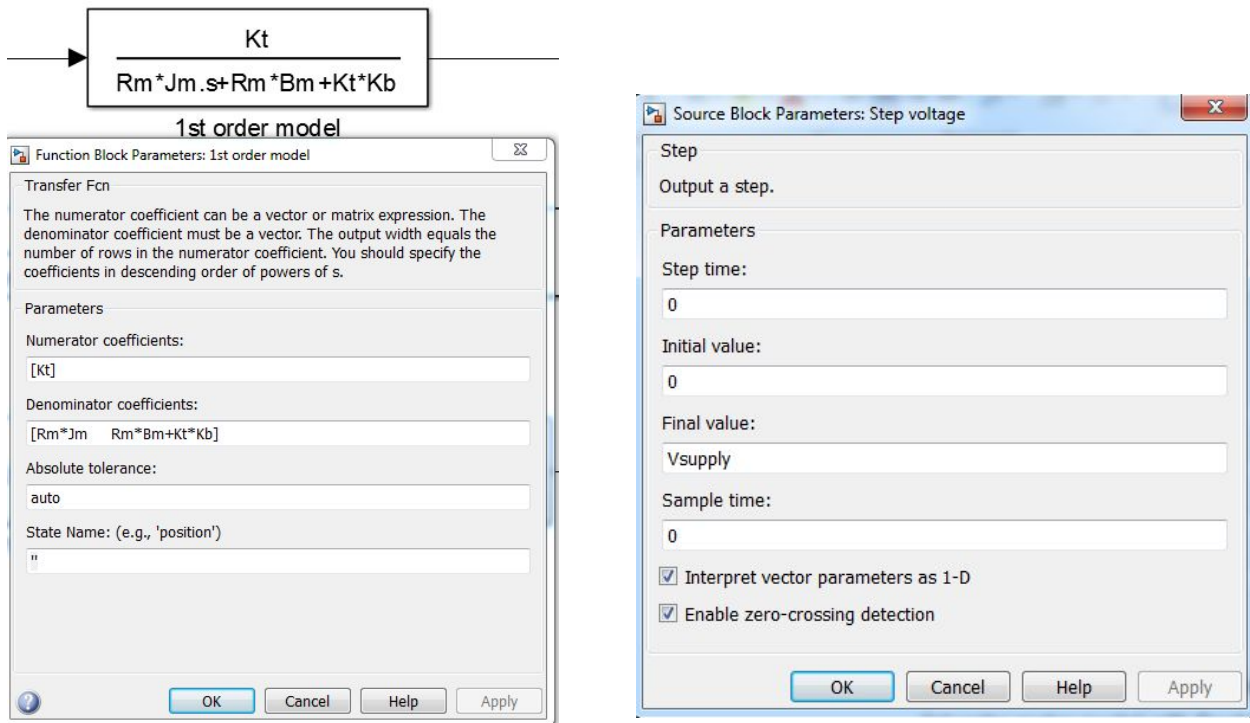 Kt
Rm*Jm.s+Rm*Bm+Kt*Kb
1st order model
Function Block Parameters: 1st order model
Transfer Fcn
The numerator coefficient can be a vector or matrix expression. The
denominator coefficient must be a vector. The output width equals the
number of rows in the numerator coefficient. You should specify the
coefficients in descending order of powers of s.
Parameters
Numerator coefficients:
[Kt]
Denominator coefficients:
[Rm*Jm Rm*Bm+Kt*Kb]
Absolute tolerance:
auto
State Name: (e.g., 'position')
''
OK Cancel Help Apply
Source Block Parameters: Step voltage
Step
Output a step.
Parameters
Step time:
0
Initial value:
0
Final value:
Vsupply
Sample time:
0
Interpret vector parameters as 1-D
Enable zero-crossing detection
OK Cancel Help Apply